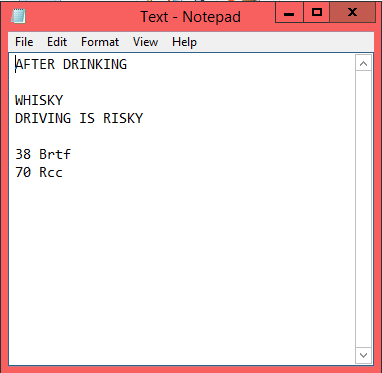 Text - Notepad
File Edit Format View Help
AFTER DRINKING
WHISKY
DRIVING IS RISKY
38 Brtf
70 Rcc